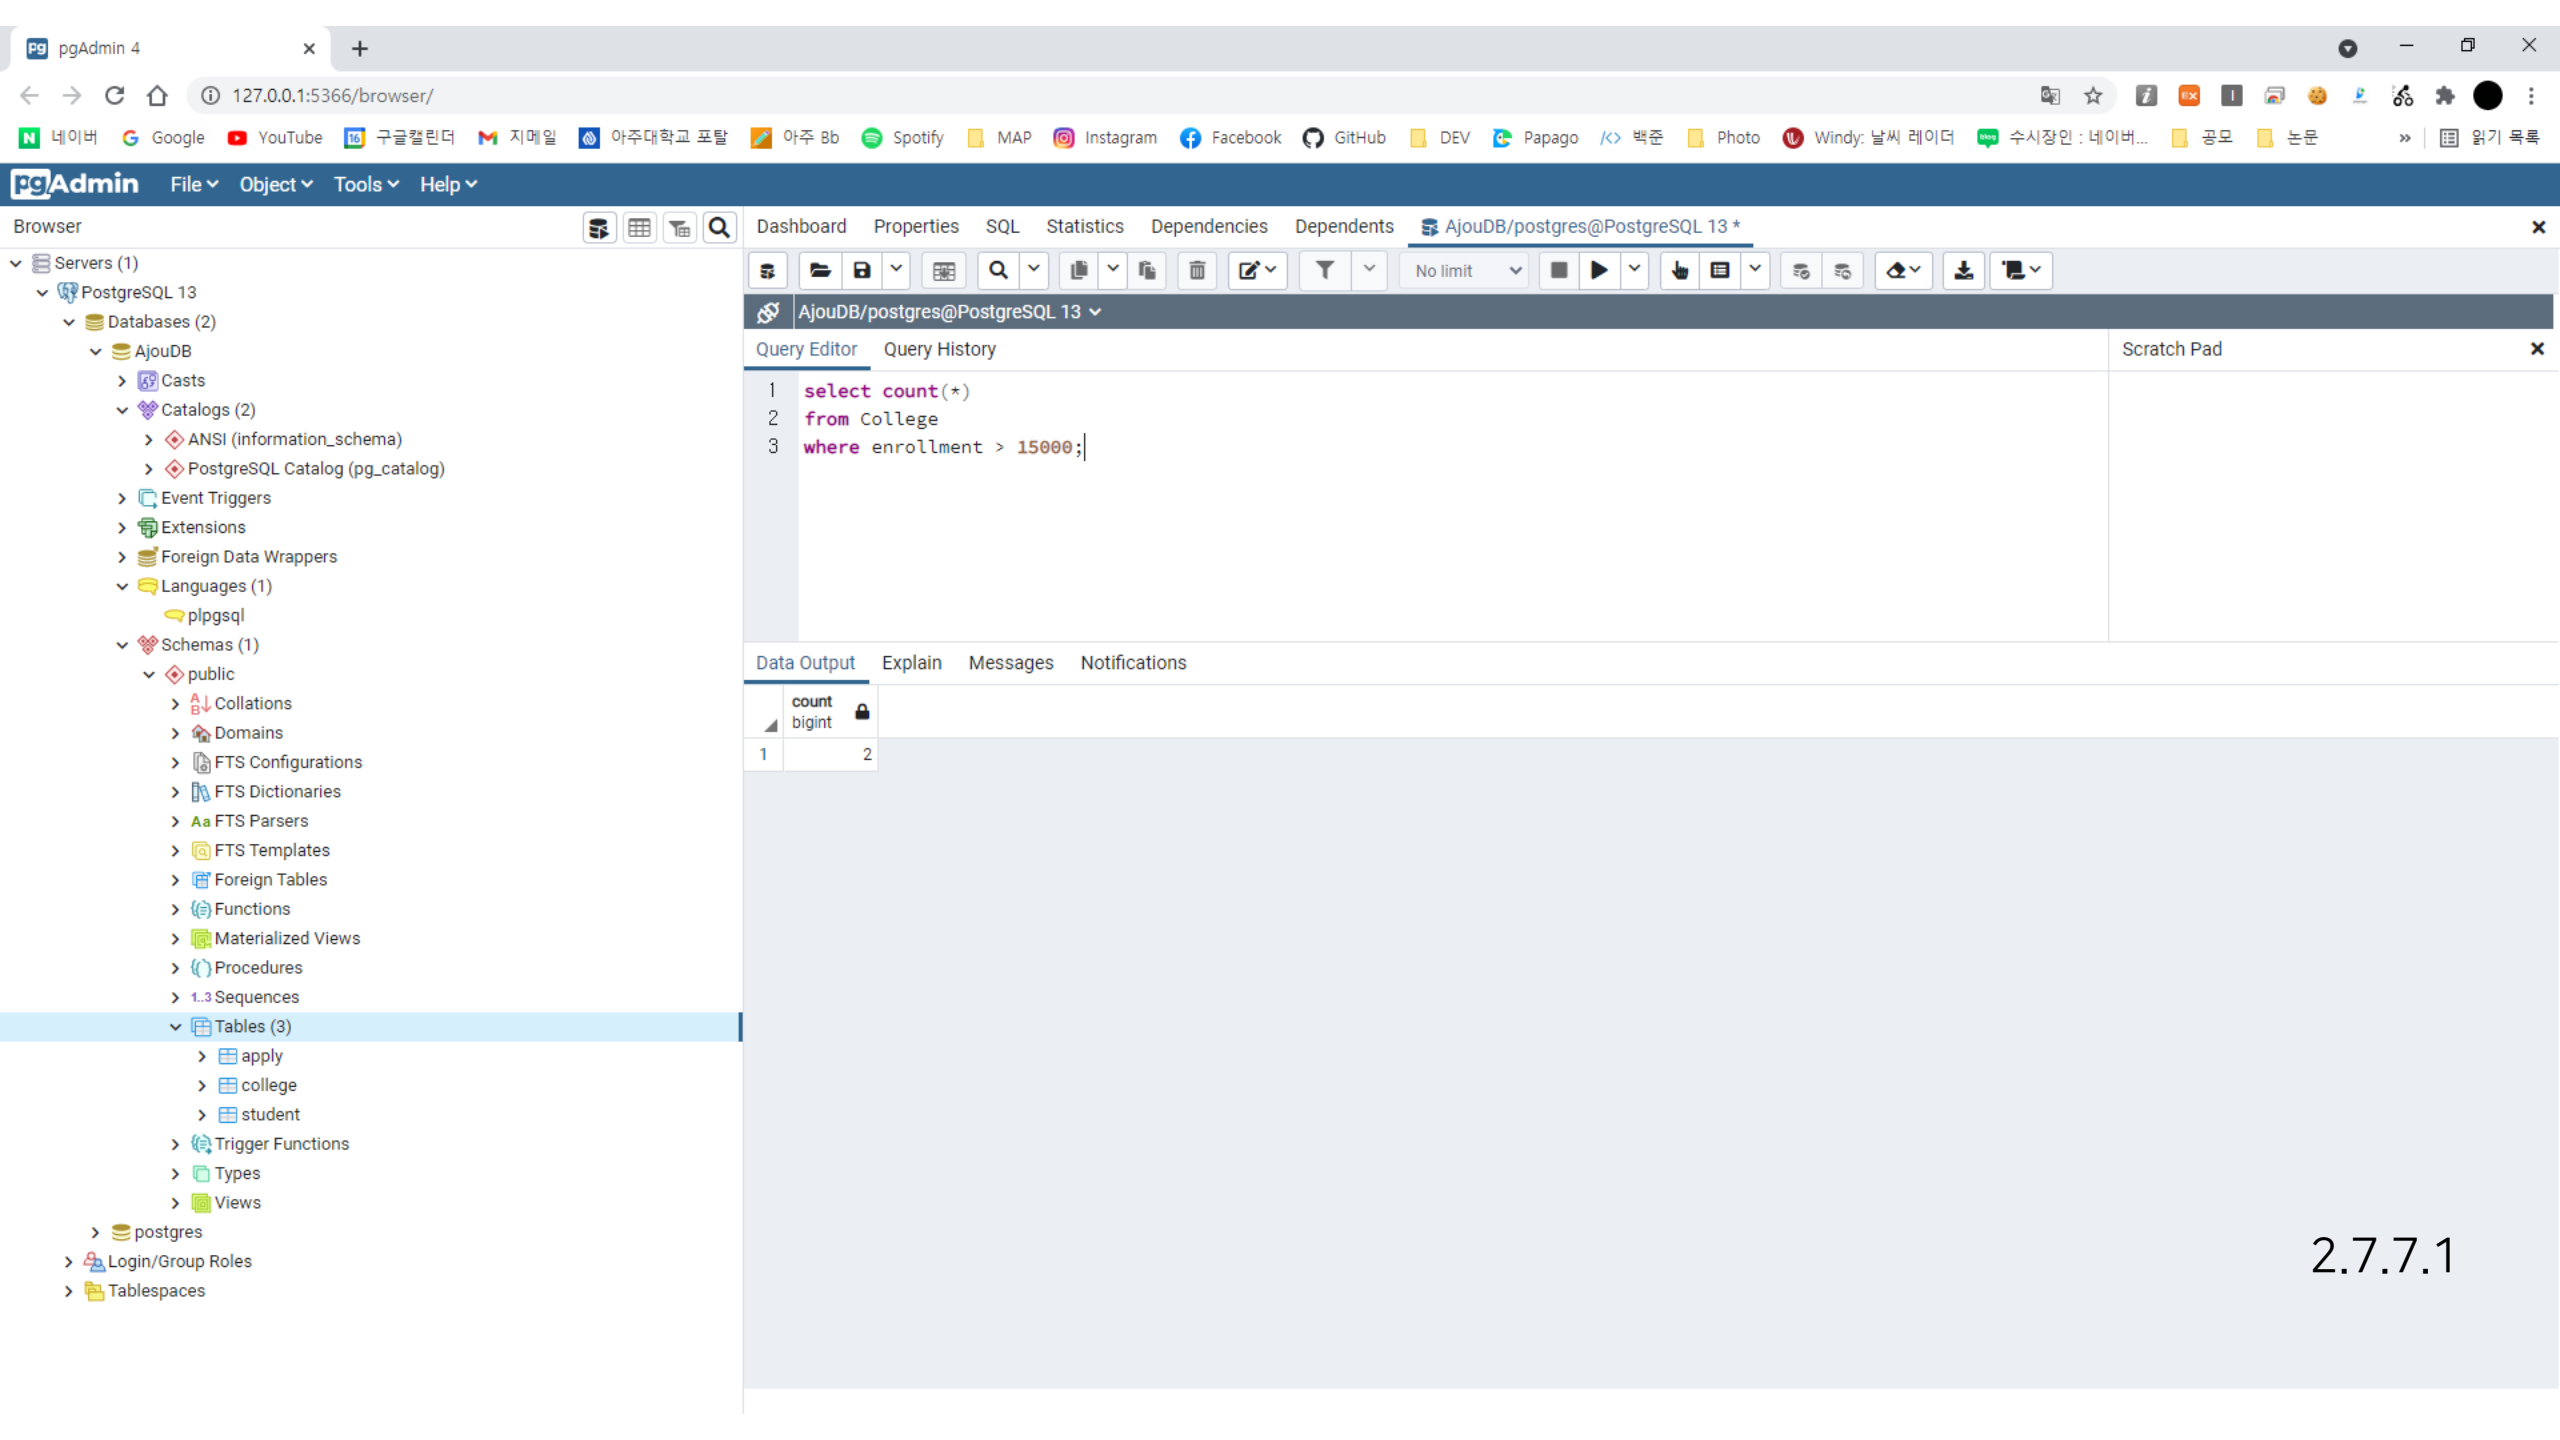 pgAdmin 4
127.0.0.1:5366/browser/
네이버 Google YouTube 구글캘린더 지메일 아주대학교 포탈 아주 Bb Spotify MAP Instagram Facebook GitHub DEV Papago 백준 Photo Windy: 날씨 레이더 수시장인 : 네이버... 공모 논문 » 읽기 목록
pgAdmin File Object Tools Help
Browser
Dashboard Properties SQL Statistics Dependencies Dependents AjouDB/postgres@PostgreSQL 13 *
No limit
AjouDB/postgres@PostgreSQL 13
Query Editor Query History
Scratch Pad
1 select count(*)
2 from College
3 where enrollment > 15000;
Data Output Explain Messages Notifications
count
bigint
1 2
Servers (1)
PostgreSQL 13
Databases (2)
AjouDB
Casts
Catalogs (2)
ANSI (information_schema)
PostgreSQL Catalog (pg_catalog)
Event Triggers
Extensions
Foreign Data Wrappers
Languages (1)
plpgsql
Schemas (1)
public
Collations
Domains
FTS Configurations
FTS Dictionaries
Aa FTS Parsers
FTS Templates
Foreign Tables
Functions
Materialized Views
Procedures
1..3 Sequences
Tables (3)
apply
college
student
Trigger Functions
Types
Views
postgres
Login/Group Roles
Tablespaces
2.7.7.1